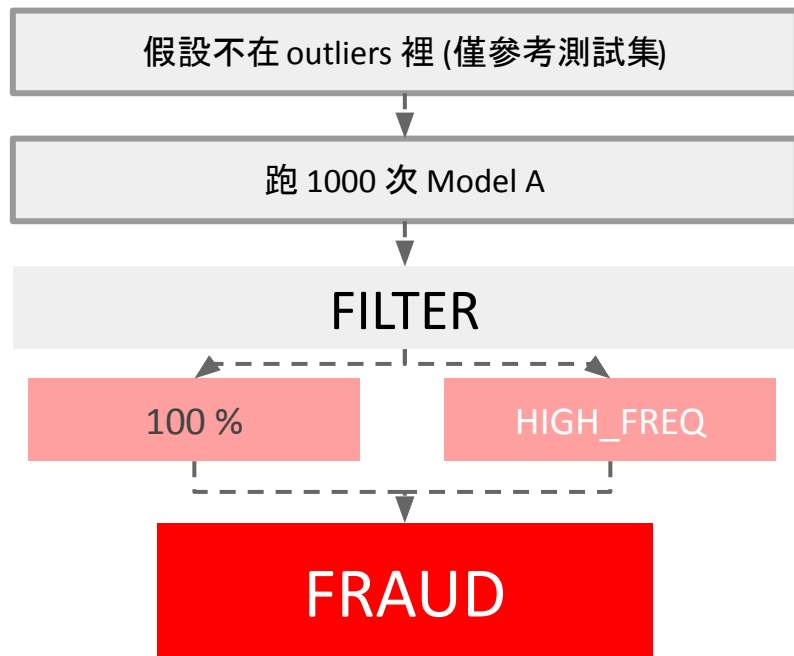 假設不在 outliers 裡 (僅參考測試集)
跑 1000 次 Model A
FILTER
100 %
HIGH_FREQ
FRAUD